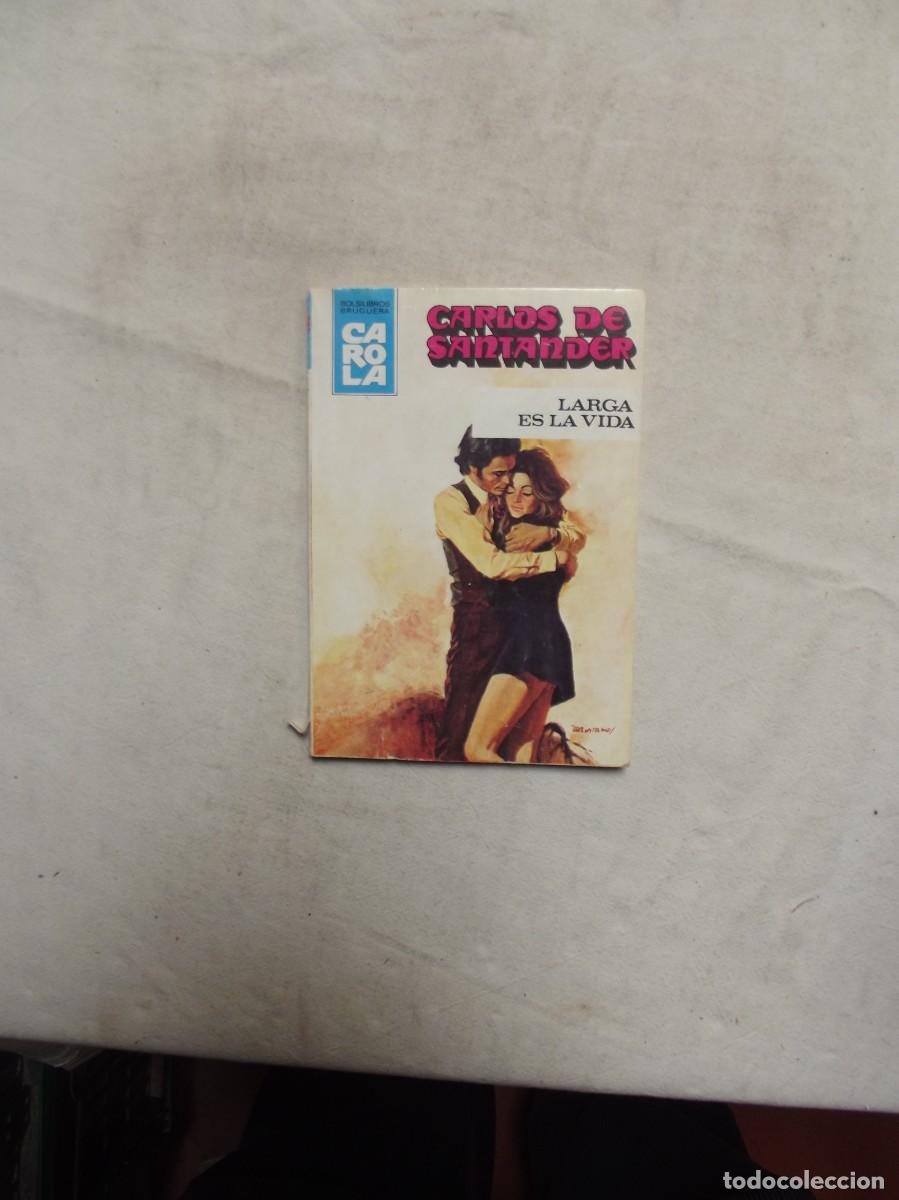 BOLSILIBROS
BRUGUERA
CA
RO
LA
CARLOS DE
SANTANDER
LARGA
ES LA VIDA
todocoleccion